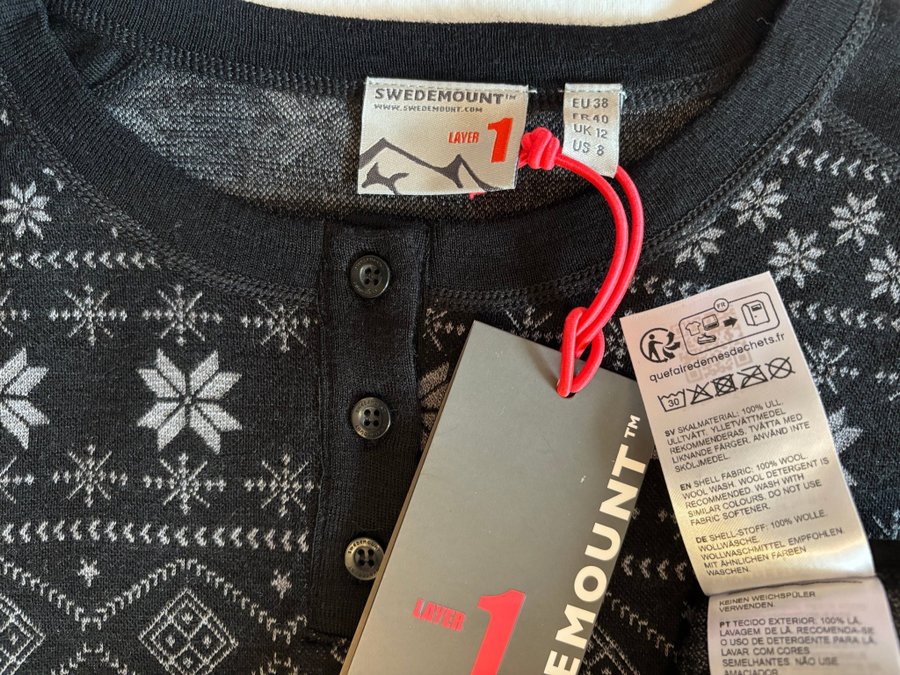 SWEDEMOUNT™
WWW.SWEDEMOUNT.COM
LAYER 1
EU 38
FR 40
UK 12
US 8
SWEDEMOUNT
LAYER 1
EMOUNT™
FR
quefairedemesdechets.fr
30
SV SKALMATERIAL: 100% ULL.
ULLTVÄTT. YLLETVÄTTMEDEL
REKOMMENDERAS. TVÄTTA MED
LIKNANDE FÄRGER. ANVÄND INTE
SKÖLJMEDEL.
EN SHELL FABRIC: 100% WOOL.
WOOL WASH. WOOL DETERGENT IS
RECOMMENDED. WASH WITH
SIMILAR COLOURS. DO NOT USE
FABRIC SOFTENER.
DE SHELL-STOFF: 100% WOLLE.
WOLLWÄSCHE.
WOLLWASCHMITTEL EMPFOHLEN.
MIT ÄHNLICHEN FARBEN
WASCHEN.
KEINEN WEICHSPÜLER
VERWENDEN.
PT TECIDO EXTERIOR: 100% LÃ.
LAVAGEM DE LÃ. RECOMENDA-SE
O USO DE DETERGENTE PARA LÃ.
LAVAR COM CORES
SEMELHANTES. NÃO USE
AMACIADOR.